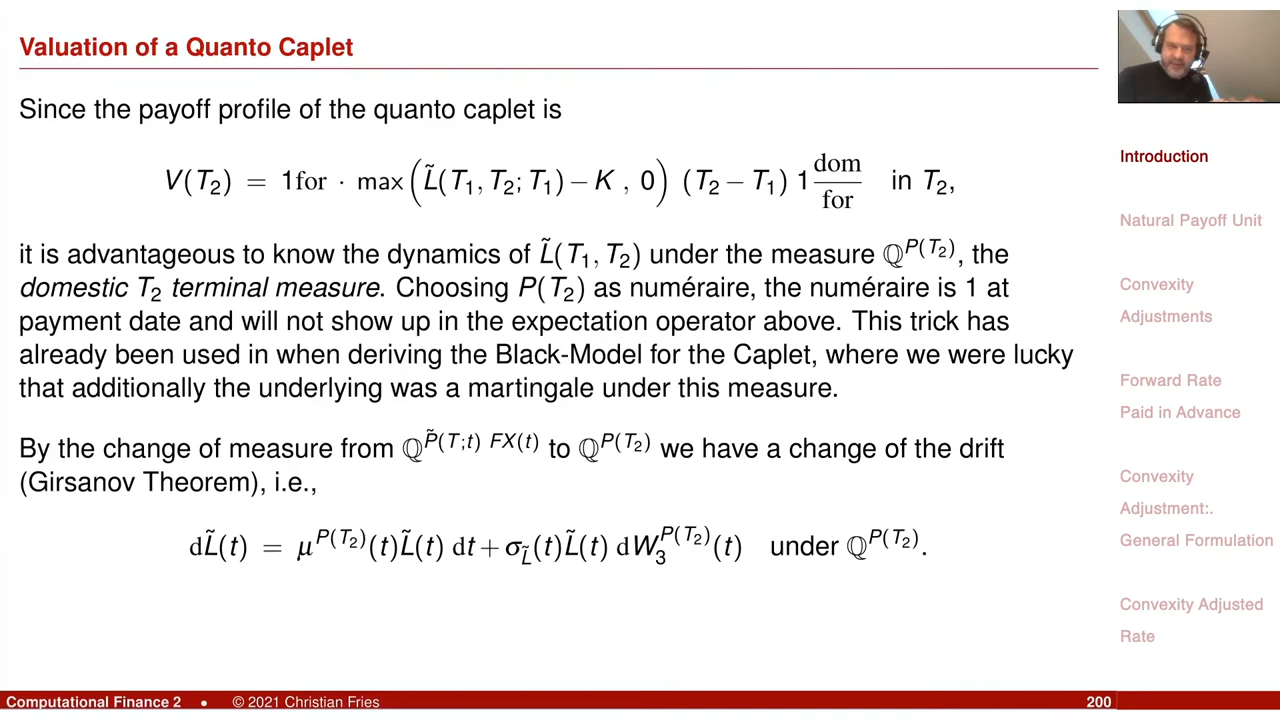 Valuation of a Quanto Caplet
Since the payoff profile of the quanto caplet is
V(T₂) = 1for · max(L̃(T₁, T₂; T₁) − K , 0) (T₂ − T₁) 1 dom/for in T₂,
it is advantageous to know the dynamics of L̃(T₁, T₂) under the measure ℚ^P(T₂), the
domestic T₂ terminal measure. Choosing P(T₂) as numéraire, the numéraire is 1 at
payment date and will not show up in the expectation operator above. This trick has
already been used in when deriving the Black-Model for the Caplet, where we were lucky
that additionally the underlying was a martingale under this measure.
By the change of measure from ℚ^P̃(T;t) FX(t) to ℚ^P(T₂) we have a change of the drift
(Girsanov Theorem), i.e.,
dL̃(t) = μ^P(T₂)(t)L̃(t) dt + σ_L̃(t)L̃(t) dW₃^P(T₂)(t) under ℚ^P(T₂).
Introduction
Natural Payoff Unit
Convexity
Adjustments
Forward Rate
Paid in Advance
Convexity
Adjustment:.
General Formulation
Convexity Adjusted
Rate
Computational Finance 2 • © 2021 Christian Fries 200